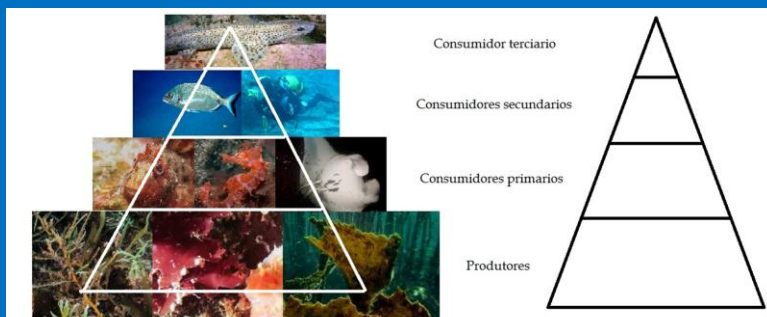 Consumidor terciario
Consumidores secundarios
Consumidores primarios
Produtores